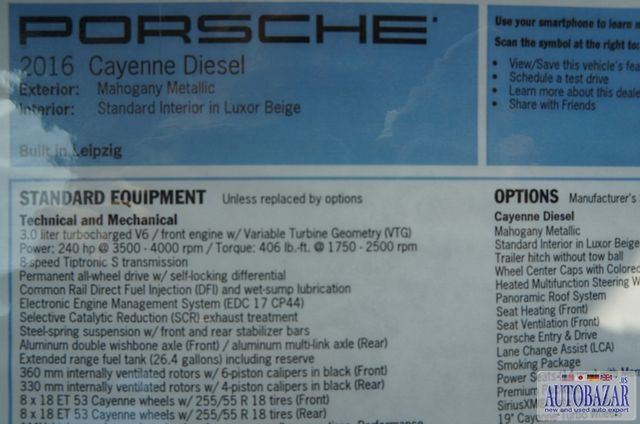 PORSCHE
2016 Cayenne Diesel
Exterior: Mahogany Metallic
Interior: Standard Interior in Luxor Beige
Built in Leipzig
Use your smartphone to learn
Scan the symbol at the right to:
• View/Save this vehicle's
• Schedule a test drive
• Learn more about this
• Share with Friends
STANDARD EQUIPMENT Unless replaced by options
Technical and Mechanical
3.0 liter turbocharged V6 / front engine w/ Variable Turbine Geometry (VTG)
Power: 240 hp @ 3500 - 4000 rpm / Torque: 406 lb.-ft. @ 1750 - 2500 rpm
8-speed Tiptronic S transmission
Permanent all-wheel drive w/ self-locking differential
Common Rail Direct Fuel Injection (DFI) and wet-sump lubrication
Electronic Engine Management System (EDC 17 CP44)
Selective Catalytic Reduction (SCR) exhaust treatment
Steel-spring suspension w/ front and rear stabilizer bars
Aluminum double wishbone axle (Front) / aluminum multi-link axle (Rear)
Extended range fuel tank (26.4 gallons) including reserve
360 mm internally ventilated rotors w/ 6-piston calipers in black (Front)
330 mm internally ventilated rotors w/ 4-piston calipers in black (Rear)
8 x 18 ET 53 Cayenne wheels w/ 255/55 R 18 tires (Front)
8 x 18 ET 53 Cayenne wheels w/ 255/55 R 18 tires (Rear)
OPTIONS Manufacturer's
Cayenne Diesel
Mahogany Metallic
Standard Interior in Luxor Beige
Trailer hitch without tow ball
Wheel Center Caps with Colored
Heated Multifunction Steering
Panoramic Roof System
Seat Heating (Front)
Seat Ventilation (Front)
Porsche Entry & Drive
Lane Change Assist (LCA)
Smoking Package
Power
Premium
SiriusXM
19" Cayenne
AUTOBAZAR.US
new and used auto export